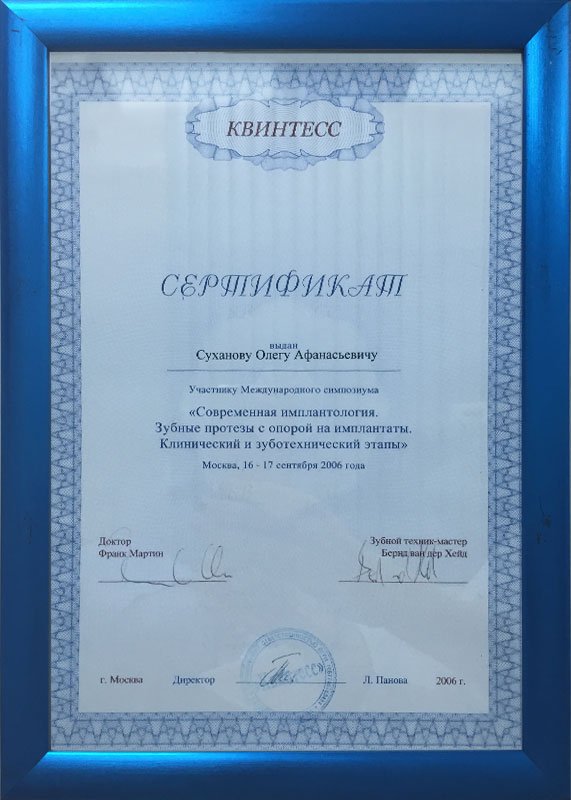 КВИНТЕСС
СЕРТИФИКАТ
выдан
Суханову Олегу Афанасьевичу
Участнику Международного симпозиума
«Современная имплантология.
Зубные протезы с опорой на имплантаты.
Клинический и зуботехнический этапы»
Москва, 16 - 17 сентября 2006 года
Доктор
Франк Мартин
Зубной техник-мастер
Бернд ван дер Хейд
г. Москва Директор Л. Панова 2006 г.